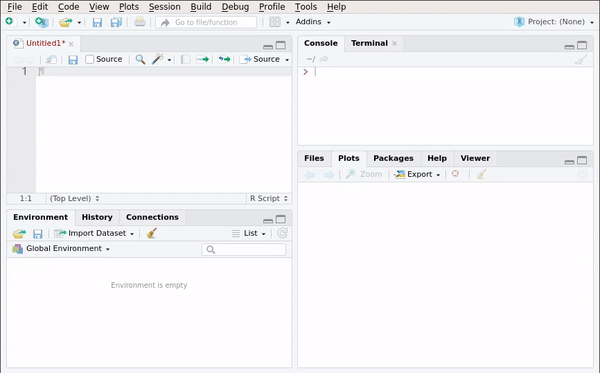 File Edit Code View Plots Session Build Debug Profile Tools Help
Go to file/function Addins Project: (None)
Untitled1*
Source Source
1
1:1 (Top Level) R Script
Console Terminal
~/
>
Environment History Connections
Import Dataset List
Global Environment
Environment is empty
Files Plots Packages Help Viewer
Zoom Export